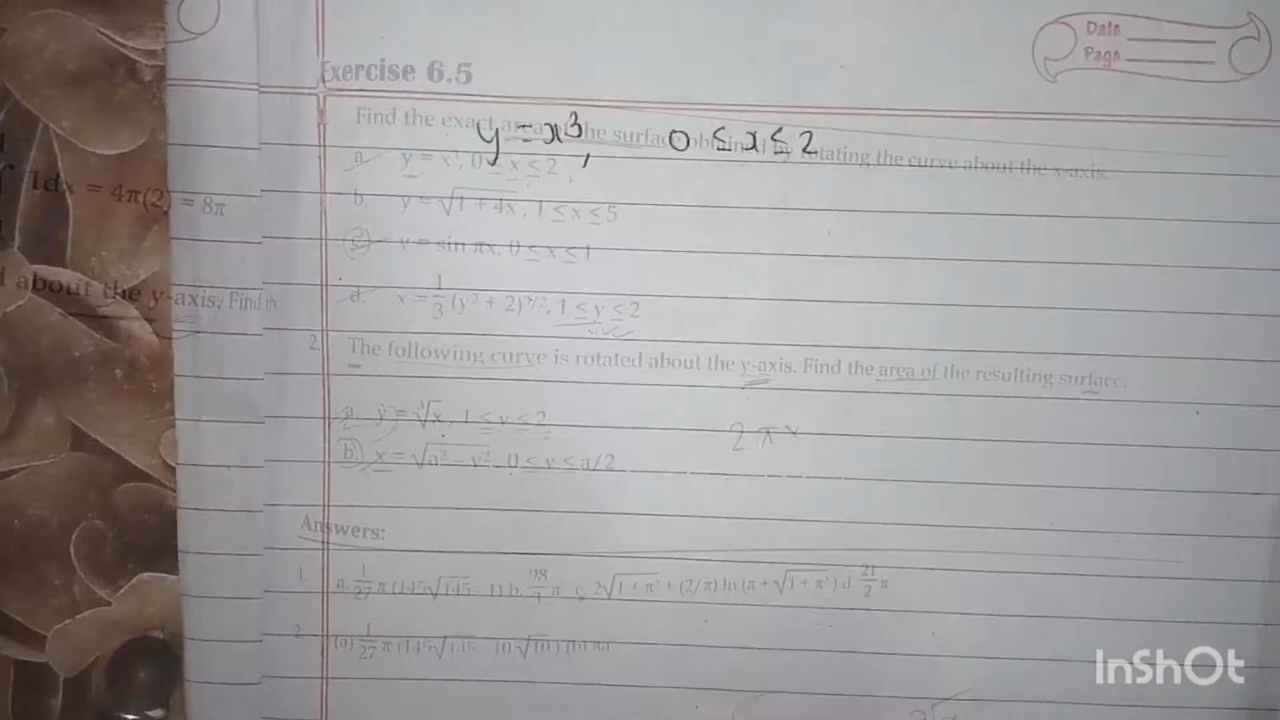 Date
Page
Exercise 6.5
Find the exact area the surface obtained by rotating the curve about the x-axis.
y = x³, 0 ≤ x ≤ 2
a. y = x³, 0 ≤ x ≤ 2
b. y = √1 + 4x, 1 ≤ x ≤ 5
c) y = sin πx, 0 ≤ x ≤ 1
d. x = 1/3 (y² + 2)^3/2, 1 ≤ y ≤ 2
1dx = 4π(2) = 8π
about the y-axis. Find th
2. The following curve is rotated about the y-axis. Find the area of the resulting surface.
a. y = ∛x, 1 ≤ y ≤ 2
2πx
b) x = √a² – y², 0 ≤ y ≤ a/2
Answers:
1. a. 1/27 π (145√145 – 1) b. 98/3 π c. 2√1 + π² + (2/π) ln (π + √1 + π²) d. 21/2 π
2. (a) 1/27 π (145√145 – 10√10) (b)
InShOt